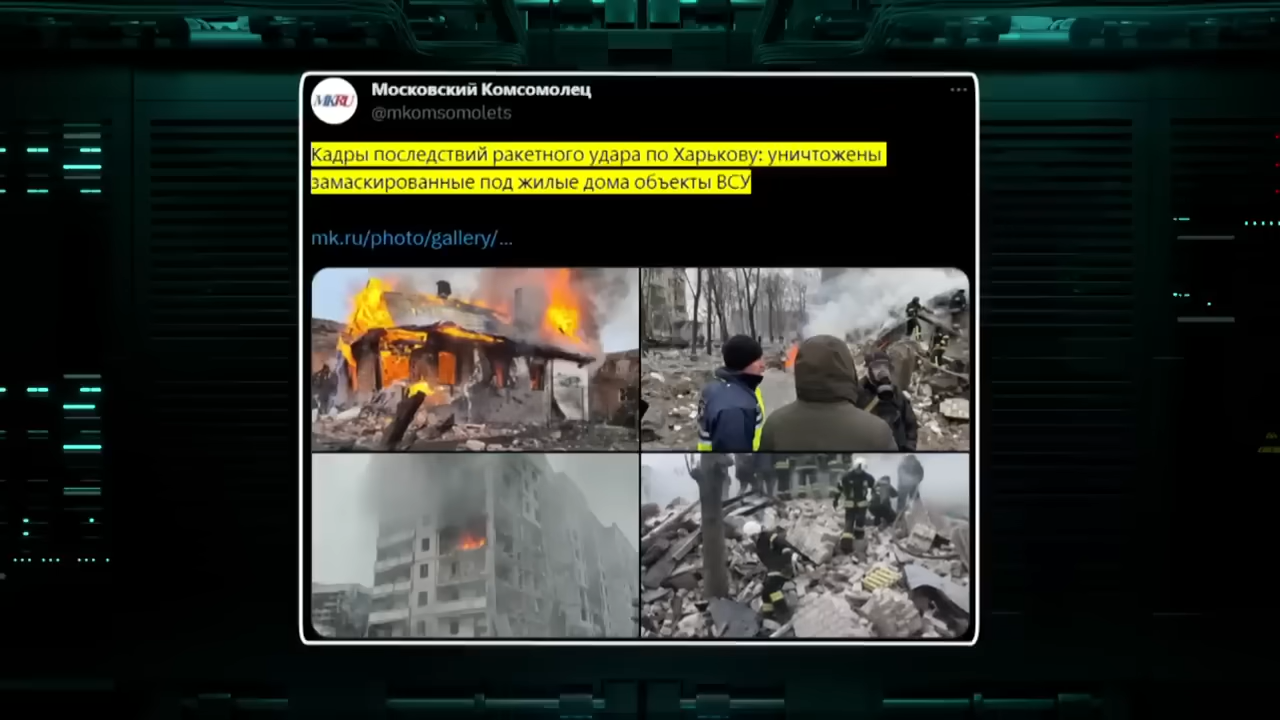 MKRU
Московский Комсомолец
@mkomsomolets
Кадры последствий ракетного удара по Харькову: уничтожены
замаскированные под жилые дома объекты ВСУ
mk.ru/photo/gallery/...